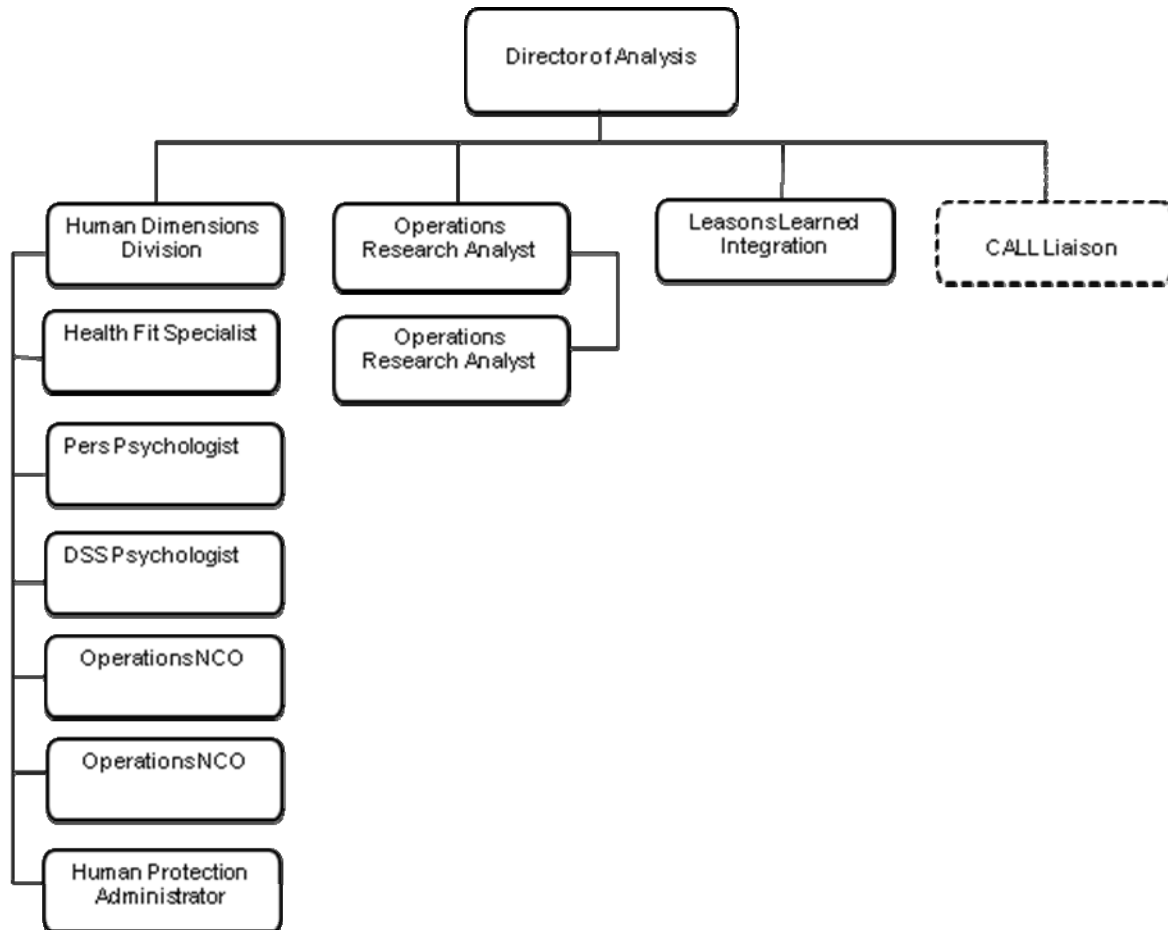 Director of Analysis
Human Dimensions
Division
Operations
Research Analyst
Leasons Learned
Integration
CALL Liaison
Health Fit Specialist
Operations
Research Analyst
Pers Psychologist
DSS Psychologist
Operations NCO
Operations NCO
Human Protection
Administrator